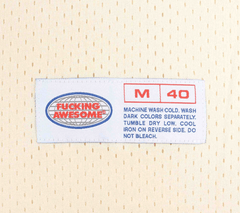 FUCKING
AWESOME
M 40
MACHINE WASH COLD. WASH
DARK COLORS SEPARATELY.
TUMBLE DRY LOW. COOL
IRON ON REVERSE SIDE. DO
NOT BLEACH.